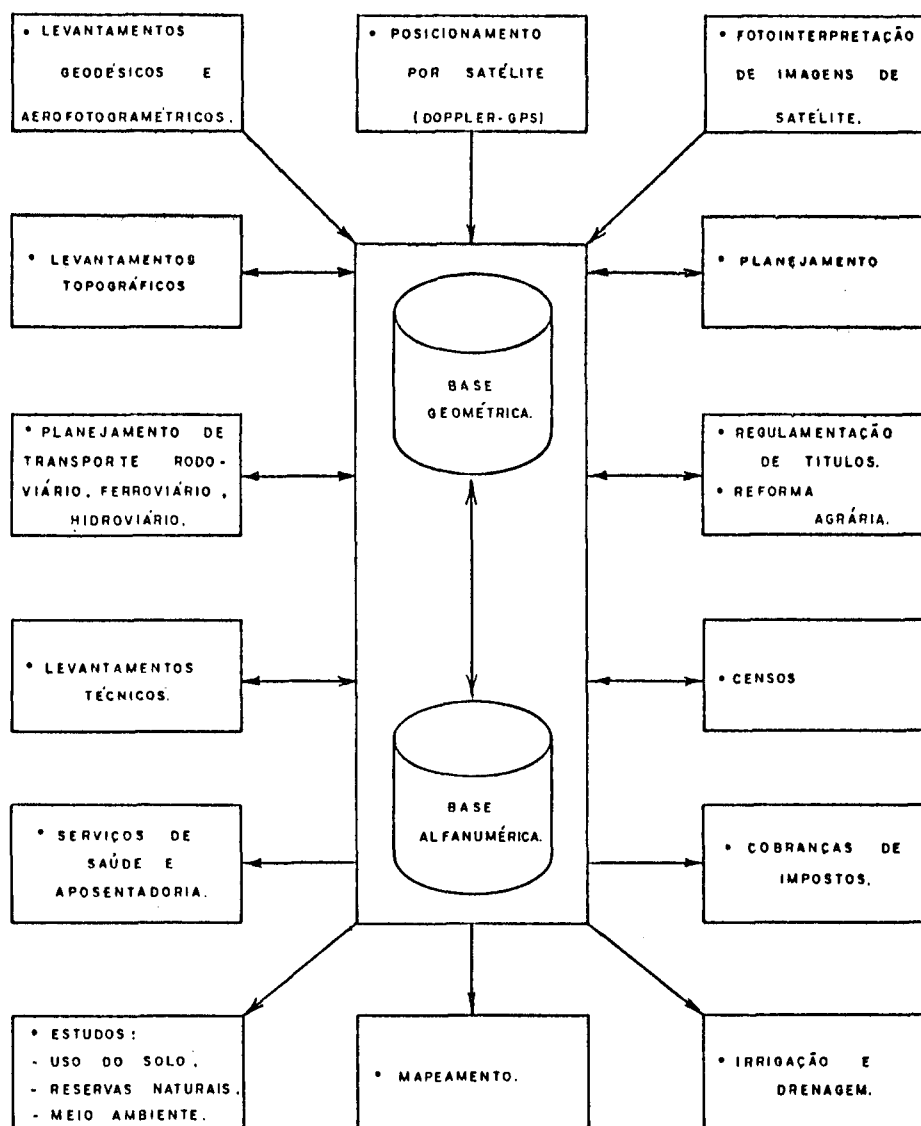 • LEVANTAMENTOS
GEODÉSICOS E
AEROFOTOGRAMÉTRICOS.
• POSICIONAMENTO
POR SATÉLITE
(DOPPLER-GPS)
• FOTOINTERPRETAÇÃO
DE IMAGENS DE
SATÉLITE.
• LEVANTAMENTOS
TOPOGRÁFICOS
• PLANEJAMENTO
BASE
GEOMÉTRICA.
• PLANEJAMENTO DE
TRANSPORTE RODO-
VIÁRIO, FERROVIÁRIO,
HIDROVIÁRIO.
• REGULAMENTAÇÃO
DE TITULOS.
• REFORMA
AGRÁRIA.
• LEVANTAMENTOS
TÉCNICOS.
• CENSOS
BASE
ALFANUMÉRICA.
• SERVIÇOS DE
SAÚDE E
APOSENTADORIA.
• COBRANÇAS DE
IMPOSTOS.
• ESTUDOS:
- USO DO SOLO,
- RESERVAS NATURAIS,
- MEIO AMBIENTE.
• MAPEAMENTO.
• IRRIGAÇÃO E
DRENAGEM.